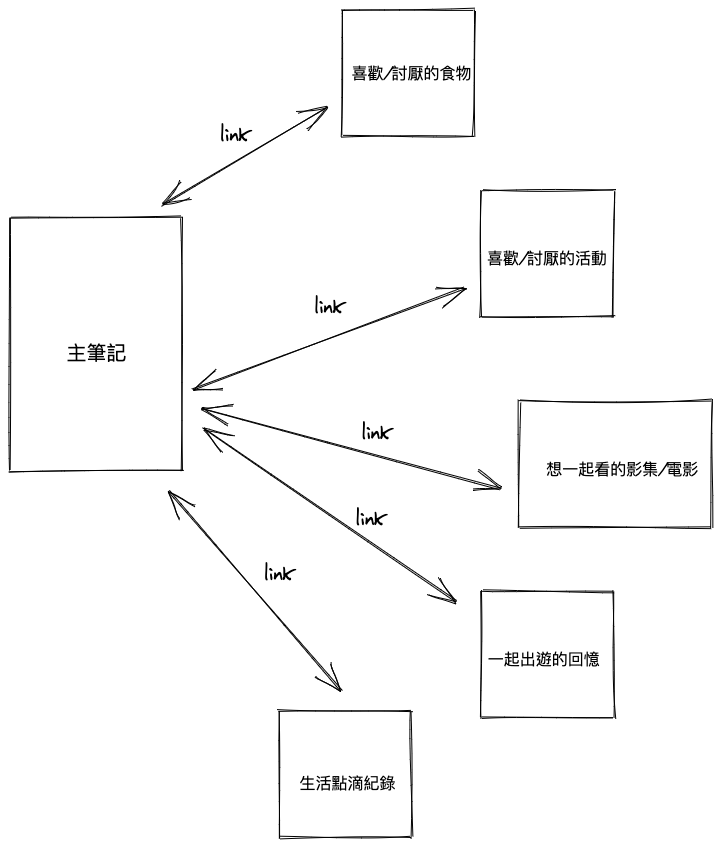 喜歡/討厭的食物
link
喜歡/討厭的活動
link
主筆記
link
想一起看的影集/電影
link
link
一起出遊的回憶
生活點滴紀錄